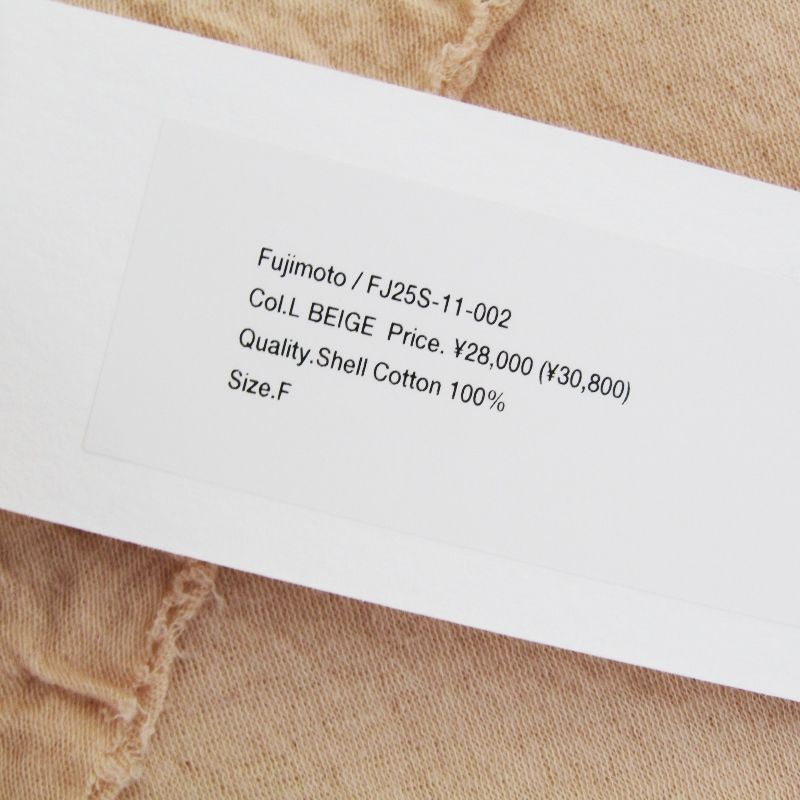 Fujimoto / FJ25S-11-002
Col.L BEIGE Price. ¥28,000 (¥30,800)
Quality.Shell Cotton 100%
Size.F